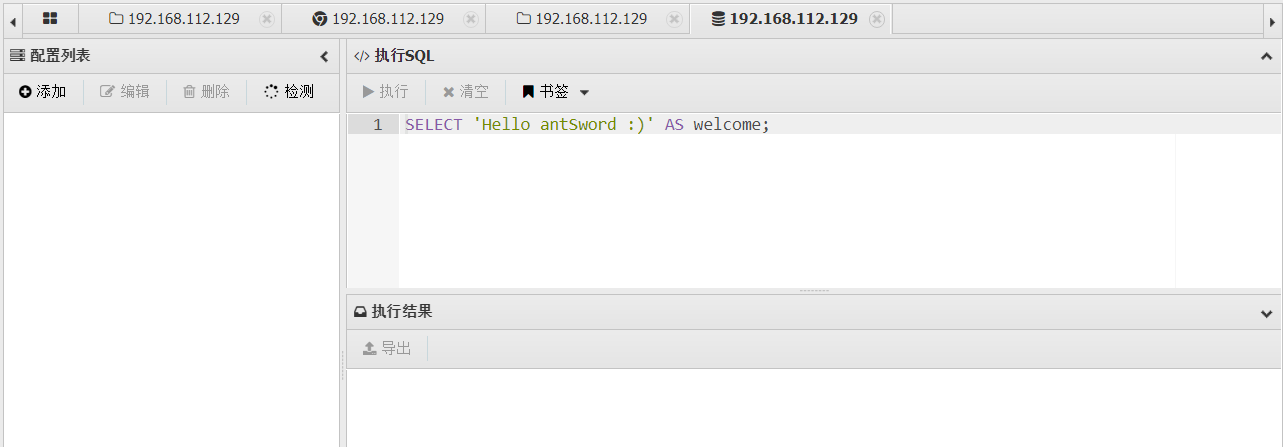 192.168.112.129 192.168.112.129 192.168.112.129 192.168.112.129
配置列表
添加 编辑 删除 检测
执行SQL
执行 清空 书签
1 SELECT 'Hello antSword :)' AS welcome;
执行结果
导出